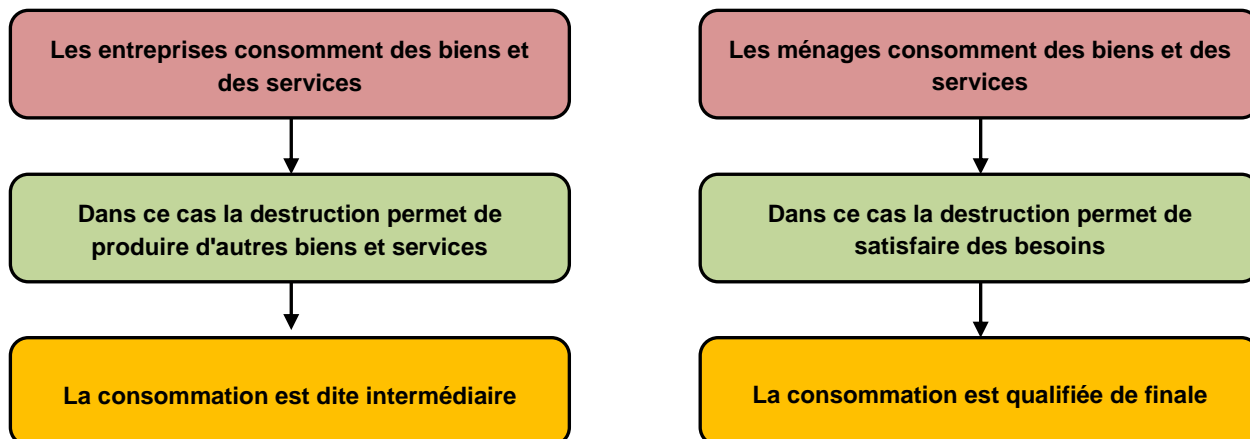 Les entreprises consomment des biens et
des services
Dans ce cas la destruction permet de
produire d'autres biens et services
La consommation est dite intermédiaire
Les ménages consomment des biens et des
services
Dans ce cas la destruction permet de
satisfaire des besoins
La consommation est qualifiée de finale